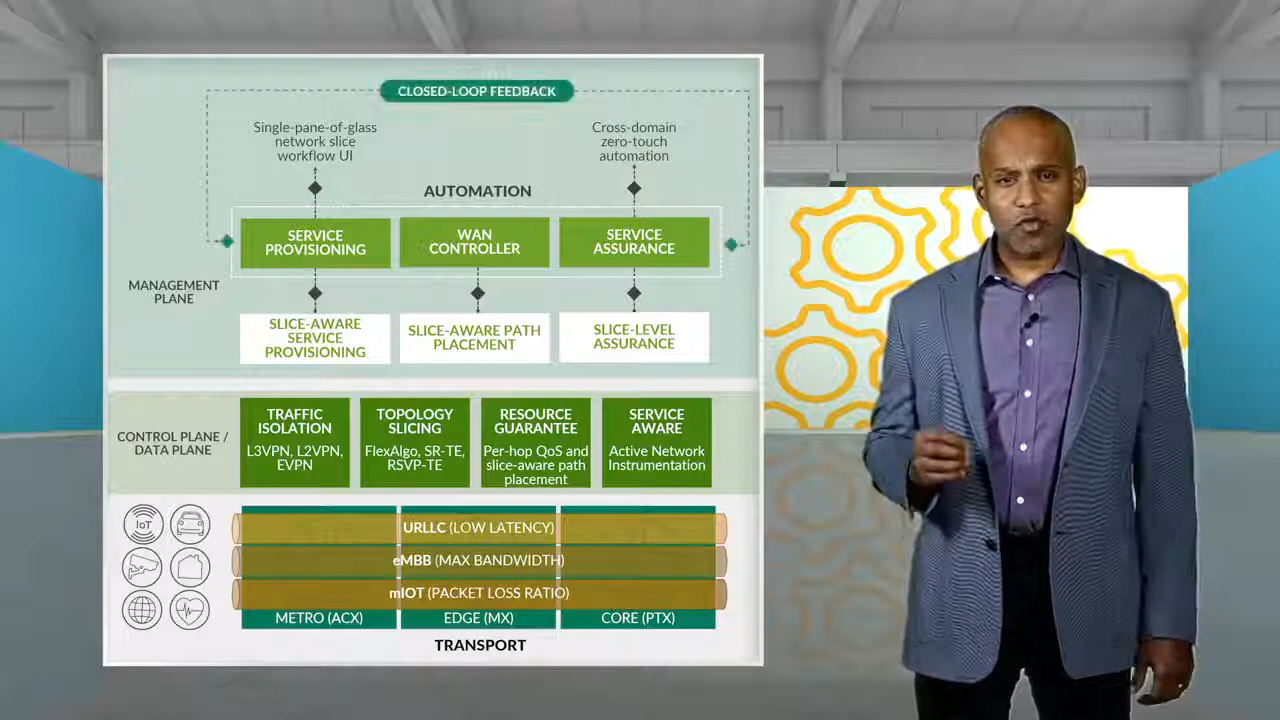 CLOSED-LOOP FEEDBACK
Single-pane-of-glass
network slice
workflow UI
Cross-domain
zero-touch
automation
AUTOMATION
SERVICE
PROVISIONING
WAN
CONTROLLER
SERVICE
ASSURANCE
MANAGEMENT
PLANE
SLICE-AWARE
SERVICE
PROVISIONING
SLICE-AWARE PATH
PLACEMENT
SLICE-LEVEL
ASSURANCE
CONTROL PLANE /
DATA PLANE
TRAFFIC
ISOLATION
L3VPN, L2VPN,
EVPN
TOPOLOGY
SLICING
FlexAlgo, SR-TE,
RSVP-TE
RESOURCE
GUARANTEE
Per-hop QoS and
slice-aware path
placement
SERVICE
AWARE
Active Network
Instrumentation
IoT
URLLC (LOW LATENCY)
eMBB (MAX BANDWIDTH)
mIOT (PACKET LOSS RATIO)
METRO (ACX)
EDGE (MX)
CORE (PTX)
TRANSPORT